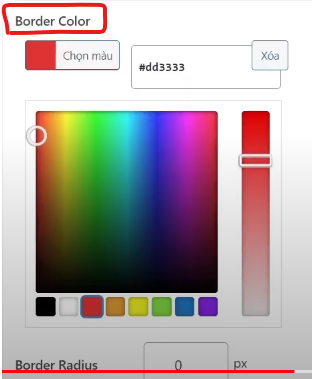 Border Color
Chọn màu
#dd3333
Xóa
Border Radius
0
px